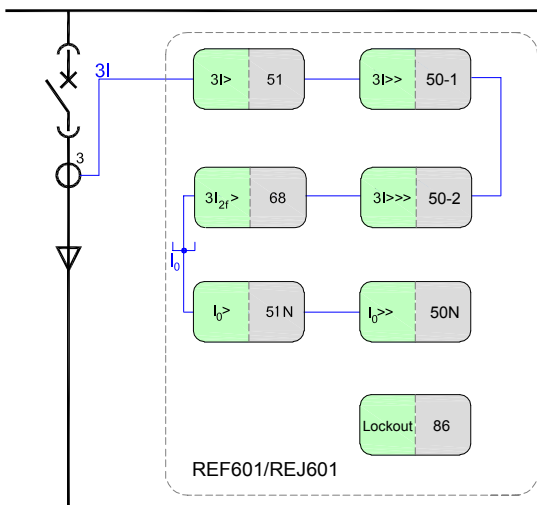 3I
3
3I> 51
3I>> 50-1
3I2f> 68
3I>>> 50-2
I0
I0> 51N
I0>> 50N
Lockout 86
REF601/REJ601